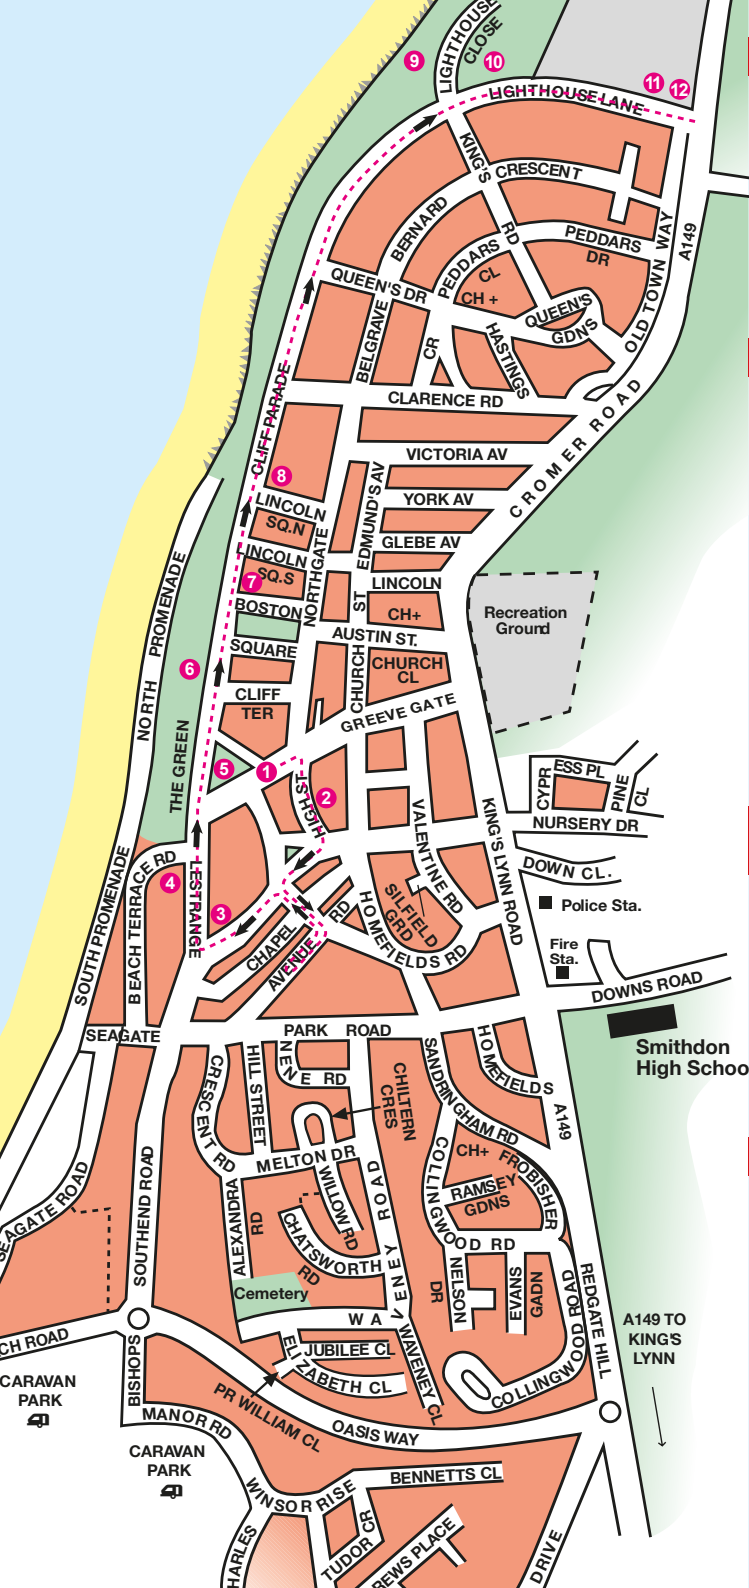 LIGHTHOUSE
CLOSE
9
10
11
12
LIGHTHOUSE LANE
KING'S
RD
CRESCENT
BERNARD
PEDDARS
DR
PEDDARS
CL
CH +
OLD TOWN WAY
A149
QUEEN'S DR
QUEEN'S
GDNS
BELGRAVE
CR
HASTINGS
CLARENCE RD
CLIFF PARADE
CROMER ROAD
VICTORIA AV
8
YORK AV
LINCOLN
SQ.N
EDMUND'S AV
ST
GLEBE AV
LINCOLN
SQ.S
7
NORTHGATE
LINCOLN
BOSTON
SQUARE
CH+
AUSTIN ST.
Recreation
Ground
NORTH PROMENADE
6
CHURCH
CHURCH
CL
CLIFF
TER
GREEVE GATE
THE GREEN
5
1
HIGH ST
2
CYPR
ESS PL
PINE
CL
NURSERY DR
VALENTINE RD
KING'S LYNN ROAD
DOWN CL.
SOUTH PROMENADE
BEACH TERRACE RD
4
LESTRANGE
3
RD
SILFIELD
GRD
HOMEFIELDS RD
Police Sta.
CHAPEL
AVENUE
Fire
Sta.
DOWNS ROAD
SEAGATE
PARK ROAD
Smithdon
High Schoo
CRESCENT RD
HILL STREET
NENE RD
CHILTERN
CRES
SANDRINGHAM RD
HOMEFIELDS
A149
MELTON DR
WILLOW RD
COLLINGWOOD RD
CH+
FROBISHER
RAMSEY
GDNS
SEAGATE ROAD
SOUTHEND ROAD
ALEXANDRA
RD
CHATSWORTH
RD
Cemetery
WAVENEY ROAD
NELSON
DR
EVANS
GADN
COLLINGWOOD ROAD
REDGATE HILL
A149 TO
KING'S
LYNN
CH ROAD
BISHOPS
ELIZABETH CL
JUBILEE CL
WAVENEY CL
PR WILLIAM CL
OASIS WAY
CARAVAN
PARK
MANOR RD
CARAVAN
PARK
WINSOR RISE
BENNETTS CL
HARLES
TUDOR CR
REWS PLACE
DRIVE